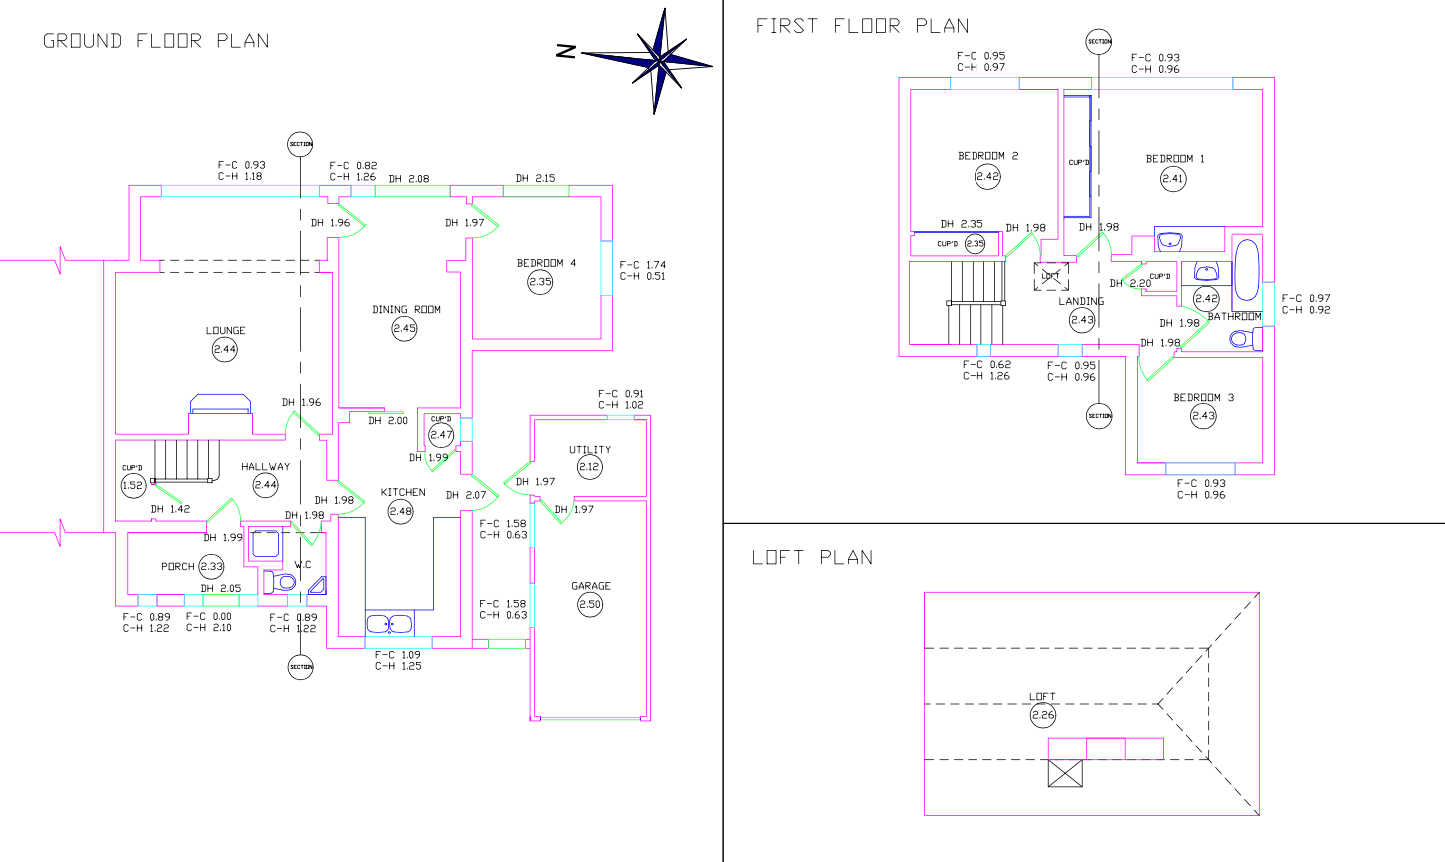 GROUND FLOOR PLAN
N
SECTION
F-C 0.93
C-H 1.18
F-C 0.82
C-H 1.26
DH 2.08
DH 2.15
DH 1.96
DH 1.97
BEDROOM 4
2.35
F-C 1.74
C-H 0.51
DINING ROOM
2.45
LOUNGE
2.44
DH 1.96
DH 2.00
CUP'D
2.47
DH 1.99
F-C 0.91
C-H 1.02
UTILITY
2.12
DH 1.97
DH 1.97
CUP'D
1.52
HALLWAY
2.44
DH 1.42
DH 1.98
DH 1.98
KITCHEN
2.48
DH 2.07
F-C 1.58
C-H 0.63
DH 1.99
PORCH 2.33
W.C
DH 2.05
GARAGE
2.50
F-C 1.58
C-H 0.63
F-C 0.89
C-H 1.22
F-C 0.00
C-H 2.10
F-C 0.89
C-H 1.22
F-C 1.09
C-H 1.25
SECTION
FIRST FLOOR PLAN
SECTION
F-C 0.95
C-H 0.97
F-C 0.93
C-H 0.96
BEDROOM 2
2.42
CUP'D
BEDROOM 1
2.41
DH 2.35
CUP'D 2.35
DH 1.98
DH 1.98
LOFT
CUP'D
DH 2.20
LANDING
2.43
2.42
BATHROOM
DH 1.98
DH 1.98
F-C 0.97
C-H 0.92
F-C 0.62
C-H 1.26
F-C 0.95
C-H 0.96
BEDROOM 3
2.43
SECTION
F-C 0.93
C-H 0.96
LOFT PLAN
LOFT
2.26